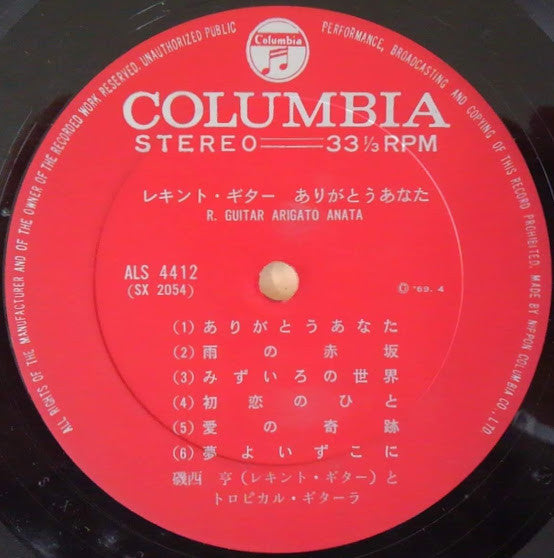 ALL RIGHTS OF THE MANUFACTURER AND OF THE OWNER OF THE RECORDED WORK RESERVED. UNAUTHORIZED PUBLIC PERFORMANCE, BROADCASTING AND COPYING OF THIS RECORD PROHIBITED. MADE BY NIPPON COLUMBIA CO., LTD.
Columbia
COLUMBIA
STEREO 33 1/3 RPM
レキント・ギター ありがとうあなた
R. GUITAR ARIGATO ANATA
ALS 4412
(SX 2054)
Ⓟ '69. 4
(1) ありがとうあなた
(2) 雨の赤坂
(3) みずいろの世界
(4) 初恋のひと
(5) 愛の奇跡
(6) 夢よいずこに
磯西 亨(レキント・ギター)と
トロピカル・ギターラ